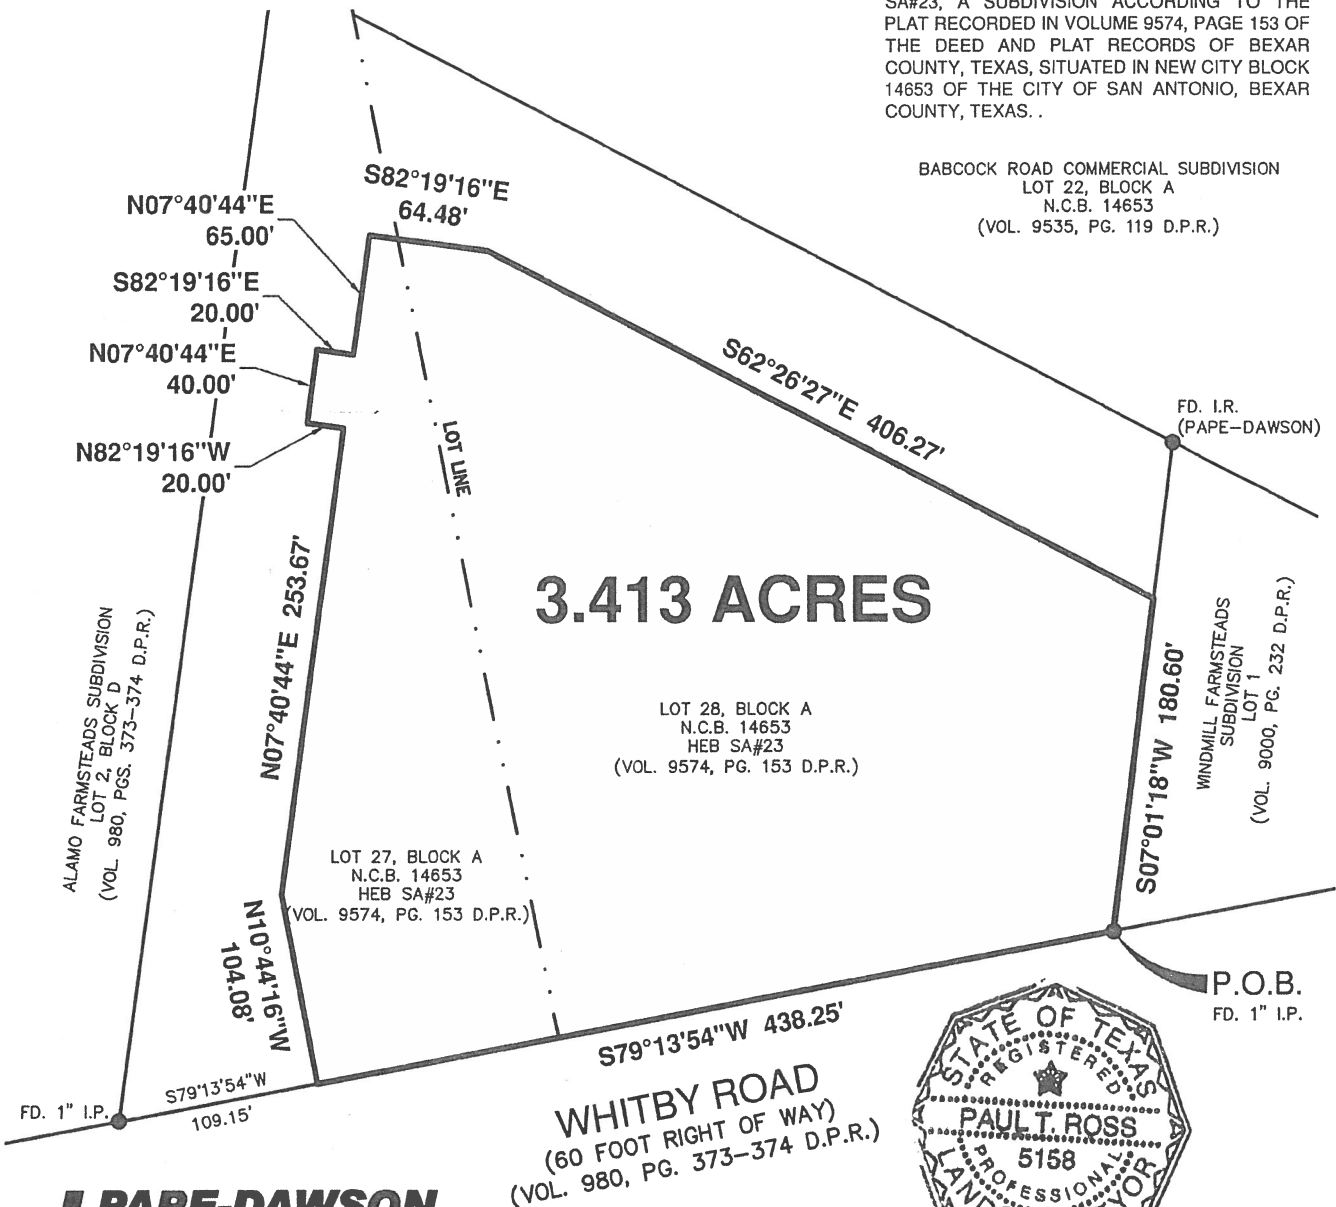 SA#23, A SUBDIVISION ACCORDING TO THE
PLAT RECORDED IN VOLUME 9574, PAGE 153 OF
THE DEED AND PLAT RECORDS OF BEXAR
COUNTY, TEXAS, SITUATED IN NEW CITY BLOCK
14653 OF THE CITY OF SAN ANTONIO, BEXAR
COUNTY, TEXAS. .
BABCOCK ROAD COMMERCIAL SUBDIVISION
LOT 22, BLOCK A
N.C.B. 14653
(VOL. 9535, PG. 119 D.P.R.)
S82°19'16"E
64.48'
N07°40'44"E
65.00'
S82°19'16"E
20.00'
N07°40'44"E
40.00'
N82°19'16"W
20.00'
S62°26'27"E 406.27'
FD. I.R.
(PAPE-DAWSON)
LOT LINE
N07°40'44"E 253.67'
3.413 ACRES
ALAMO FARMSTEADS SUBDIVISION
LOT 2, BLOCK D
(VOL. 980, PGS. 373-374 D.P.R.)
LOT 28, BLOCK A
N.C.B. 14653
HEB SA#23
(VOL. 9574, PG. 153 D.P.R.)
S07°01'18"W 180.60'
WINDMILL FARMSTEADS
SUBDIVISION
LOT 1
(VOL. 9000, PG. 232 D.P.R.)
LOT 27, BLOCK A
N.C.B. 14653
HEB SA#23
(VOL. 9574, PG. 153 D.P.R.)
N10°44'16"W
104.08'
P.O.B.
FD. 1" I.P.
S79°13'54"W 438.25'
S79°13'54"W
109.15'
FD. 1" I.P.
WHITBY ROAD
(60 FOOT RIGHT OF WAY)
(VOL. 980, PG. 373-374 D.P.R.)
STATE OF TEXAS
REGISTERED
PAUL T. ROSS
5158
PROFESSIONAL
PAPE-DAWSON